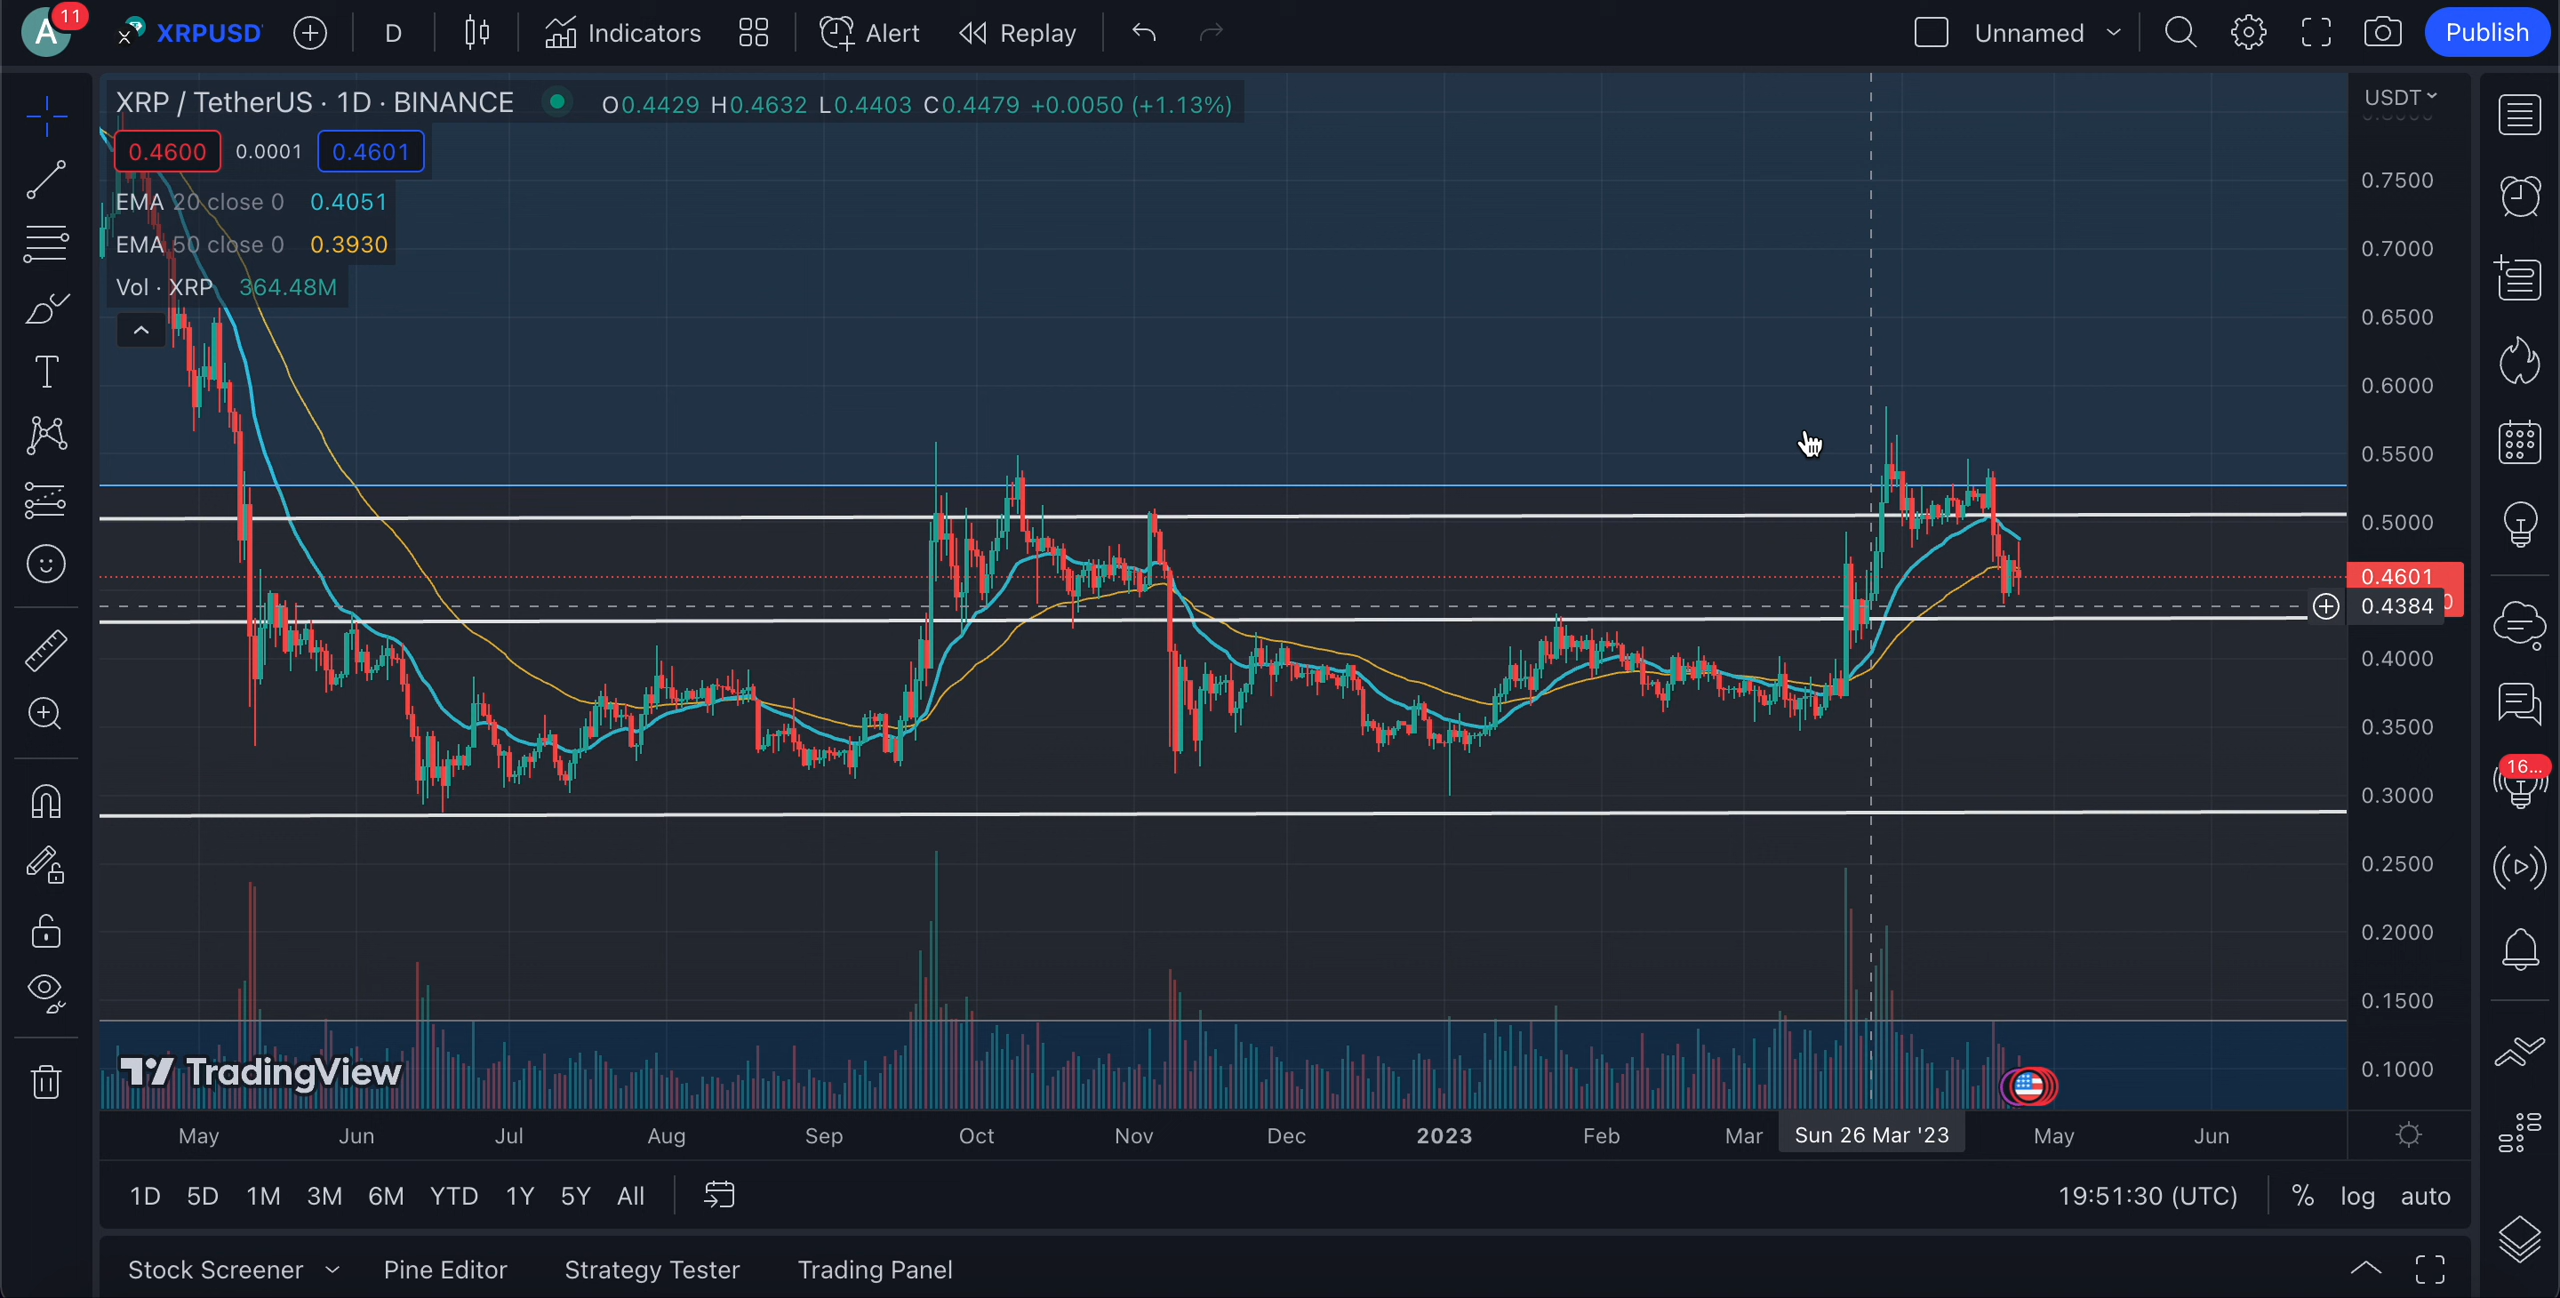 A 11 XRPUSD D Indicators Alert Replay Unnamed Publish
XRP / TetherUS · 1D · BINANCE O0.4429 H0.4632 L0.4403 C0.4479 +0.0050 (+1.13%)
USDT
0.4600 0.0001 0.4601
EMA 20 close 0 0.4051
EMA 50 close 0 0.3930
Vol · XRP 364.48M
0.7500
0.7000
0.6500
0.6000
0.5500
0.5000
0.4601
0.4384
0.4000
0.3500
0.3000
0.2500
0.2000
0.1500
0.1000
16...
TradingView
May Jun Jul Aug Sep Oct Nov Dec 2023 Feb Mar Sun 26 Mar '23 May Jun
1D 5D 1M 3M 6M YTD 1Y 5Y All 19:51:30 (UTC) % log auto
Stock Screener Pine Editor Strategy Tester Trading Panel